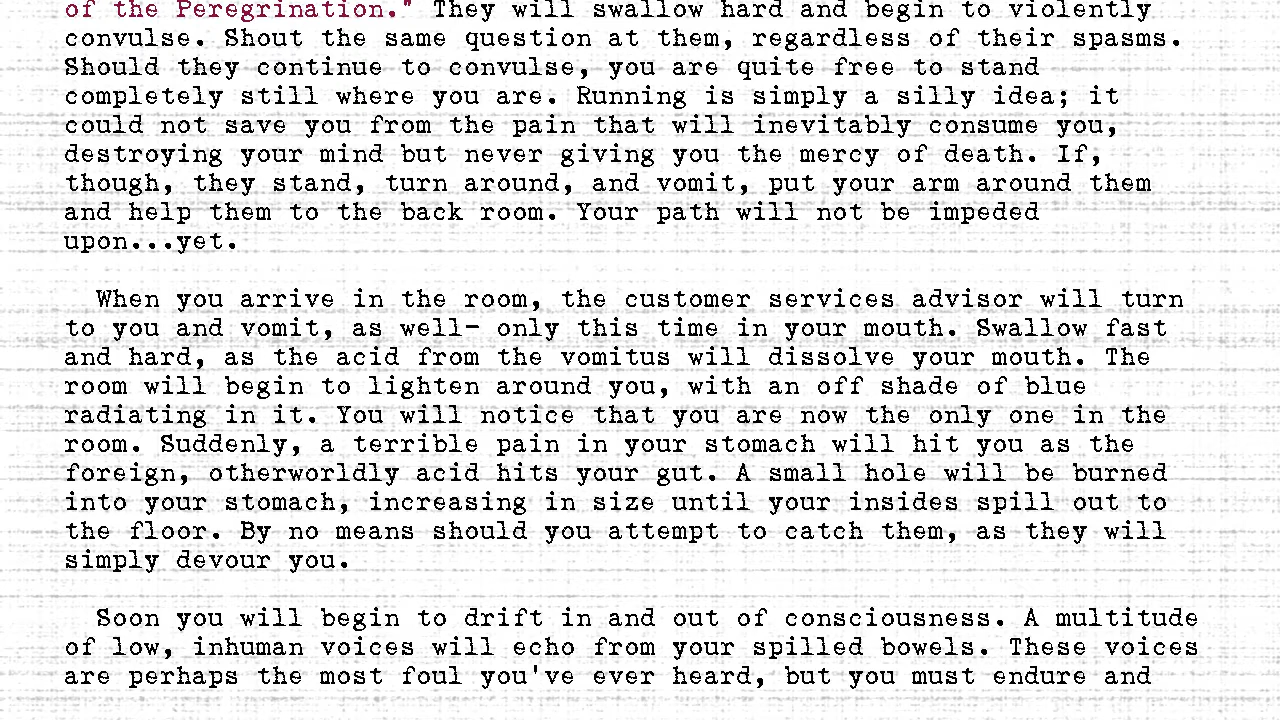 of the Peregrination." They will swallow hard and begin to violently
convulse. Shout the same question at them, regardless of their spasms.
Should they continue to convulse, you are quite free to stand
completely still where you are. Running is simply a silly idea; it
could not save you from the pain that will inevitably consume you,
destroying your mind but never giving you the mercy of death. If,
though, they stand, turn around, and vomit, put your arm around them
and help them to the back room. Your path will not be impeded
upon...yet.
When you arrive in the room, the customer services advisor will turn
to you and vomit, as well- only this time in your mouth. Swallow fast
and hard, as the acid from the vomitus will dissolve your mouth. The
room will begin to lighten around you, with an off shade of blue
radiating in it. You will notice that you are now the only one in the
room. Suddenly, a terrible pain in your stomach will hit you as the
foreign, otherworldly acid hits your gut. A small hole will be burned
into your stomach, increasing in size until your insides spill out to
the floor. By no means should you attempt to catch them, as they will
simply devour you.
Soon you will begin to drift in and out of consciousness. A multitude
of low, inhuman voices will echo from your spilled bowels. These voices
are perhaps the most foul you've ever heard, but you must endure and